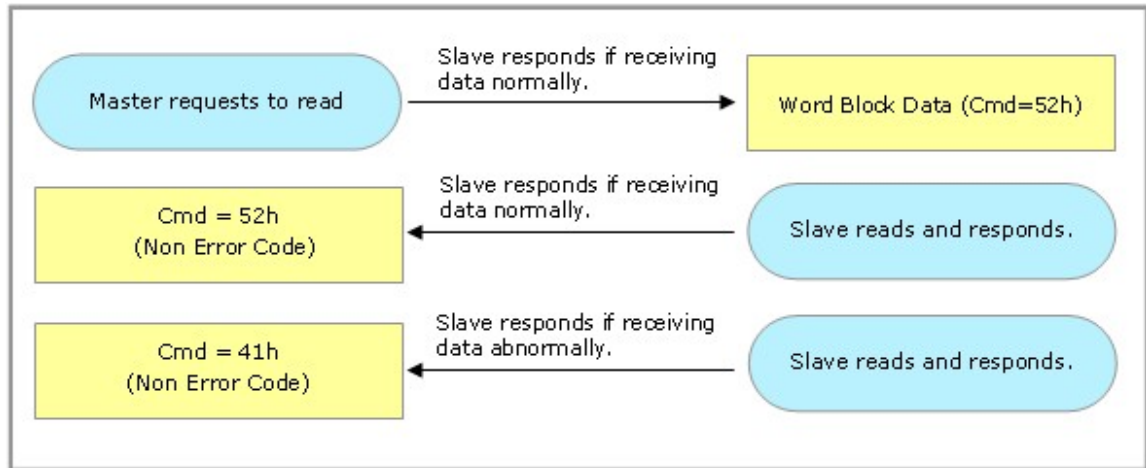 Slave responds if receiving
data normally.
Master requests to read
Word Block Data (Cmd=52h)
Slave responds if receiving
data normally.
Cmd = 52h
(Non Error Code)
Slave reads and responds.
Slave responds if receiving
data abnormally.
Cmd = 41h
(Non Error Code)
Slave reads and responds.